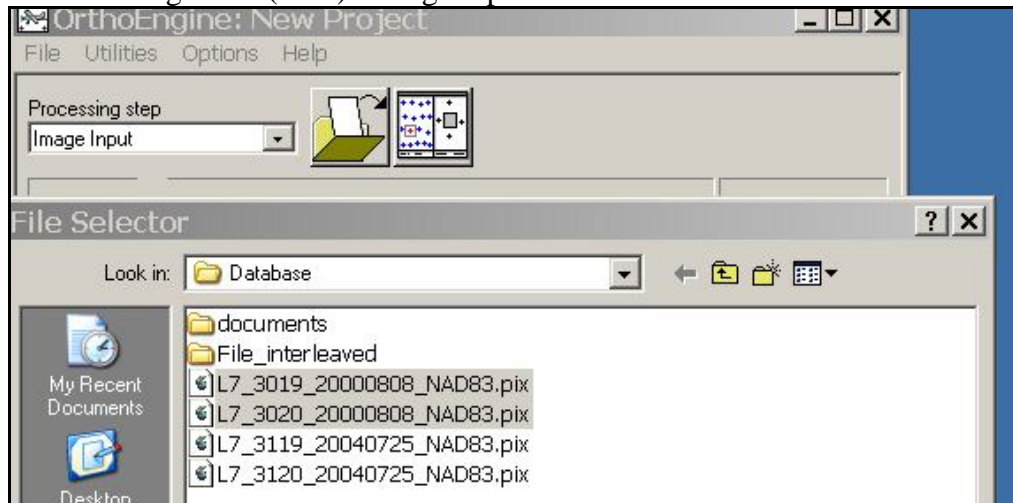 OrthoEngine: New Project
File Utilities Options Help
Processing step
Image Input
File Selector
Look in: Database
documents
File_interleaved
L7_3019_20000808_NAD83.pix
My Recent Documents
L7_3020_20000808_NAD83.pix
L7_3119_20040725_NAD83.pix
L7_3120_20040725_NAD83.pix
Desktop